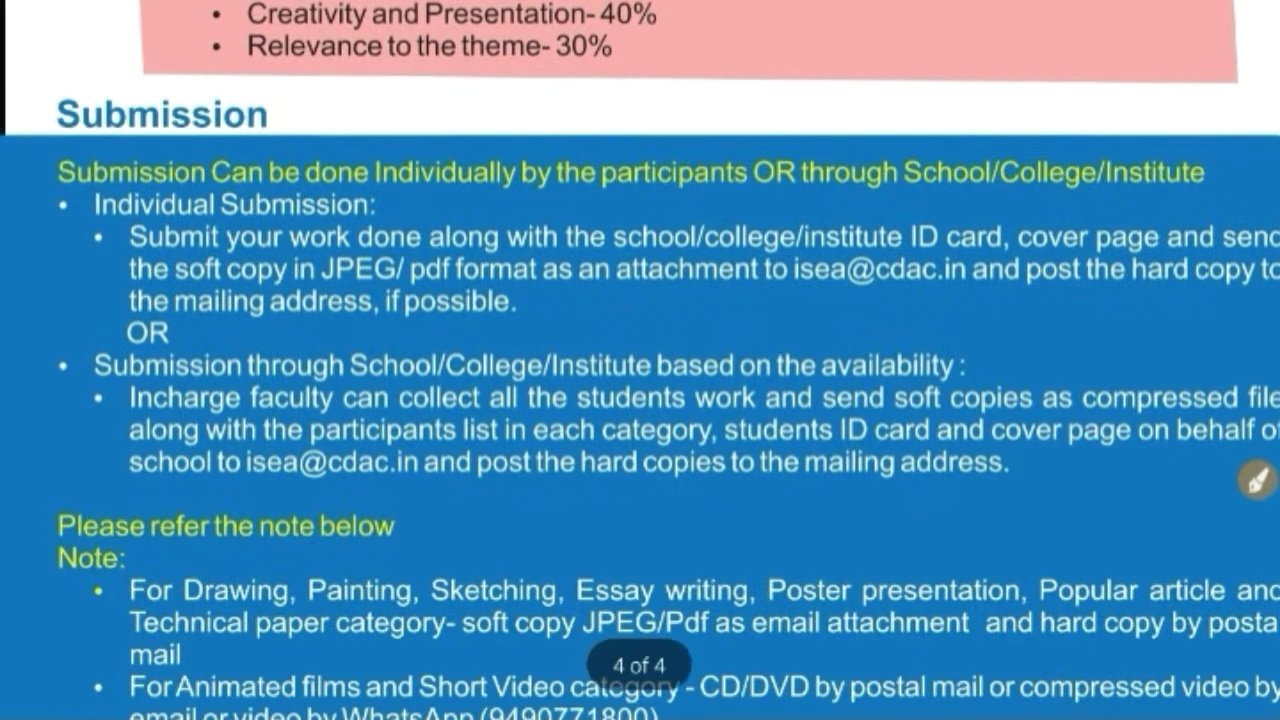 • Creativity and Presentation- 40%
• Relevance to the theme- 30%
Submission
Submission Can be done Individually by the participants OR through School/College/Institute
• Individual Submission:
• Submit your work done along with the school/college/institute ID card, cover page and send
the soft copy in JPEG/ pdf format as an attachment to isea@cdac.in and post the hard copy to
the mailing address, if possible.
OR
• Submission through School/College/Institute based on the availability :
• Incharge faculty can collect all the students work and send soft copies as compressed file
along with the participants list in each category, students ID card and cover page on behalf of
school to isea@cdac.in and post the hard copies to the mailing address.
Please refer the note below
Note:
• For Drawing, Painting, Sketching, Essay writing, Poster presentation, Popular article and
Technical paper category- soft copy JPEG/Pdf as email attachment and hard copy by posta
mail
4 of 4
• For Animated films and Short Video category - CD/DVD by postal mail or compressed video by
email or video by WhatsApp (9490771800)